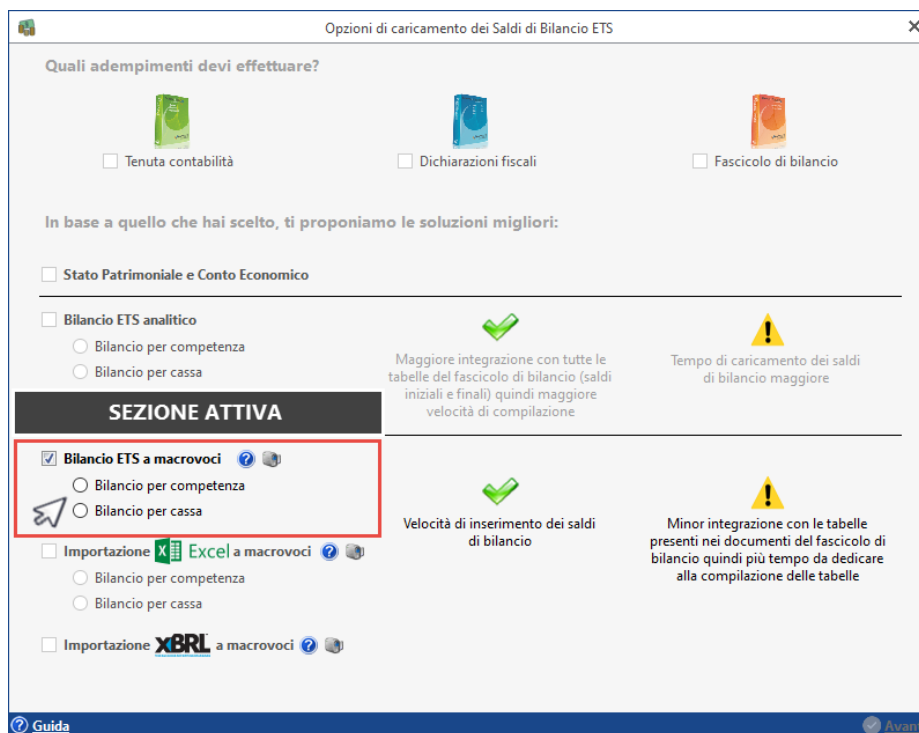 Opzioni di caricamento dei Saldi di Bilancio ETS
Quali adempimenti devi effettuare?
Tenuta contabilità
Dichiarazioni fiscali
Fascicolo di bilancio
In base a quello che hai scelto, ti proponiamo le soluzioni migliori:
Stato Patrimoniale e Conto Economico
Bilancio ETS analitico
Bilancio per competenza
Bilancio per cassa
Maggiore integrazione con tutte le
tabelle del fascicolo di bilancio (saldi
iniziali e finali) quindi maggiore
velocità di compilazione
Tempo di caricamento dei saldi
di bilancio maggiore
SEZIONE ATTIVA
Bilancio ETS a macrovoci
Bilancio per competenza
Bilancio per cassa
Velocità di inserimento dei saldi
di bilancio
Minor integrazione con le tabelle
presenti nei documenti del fascicolo di
bilancio quindi più tempo da dedicare
alla compilazione delle tabelle
Importazione Excel a macrovoci
Bilancio per competenza
Bilancio per cassa
Importazione XBRL a macrovoci
Guida